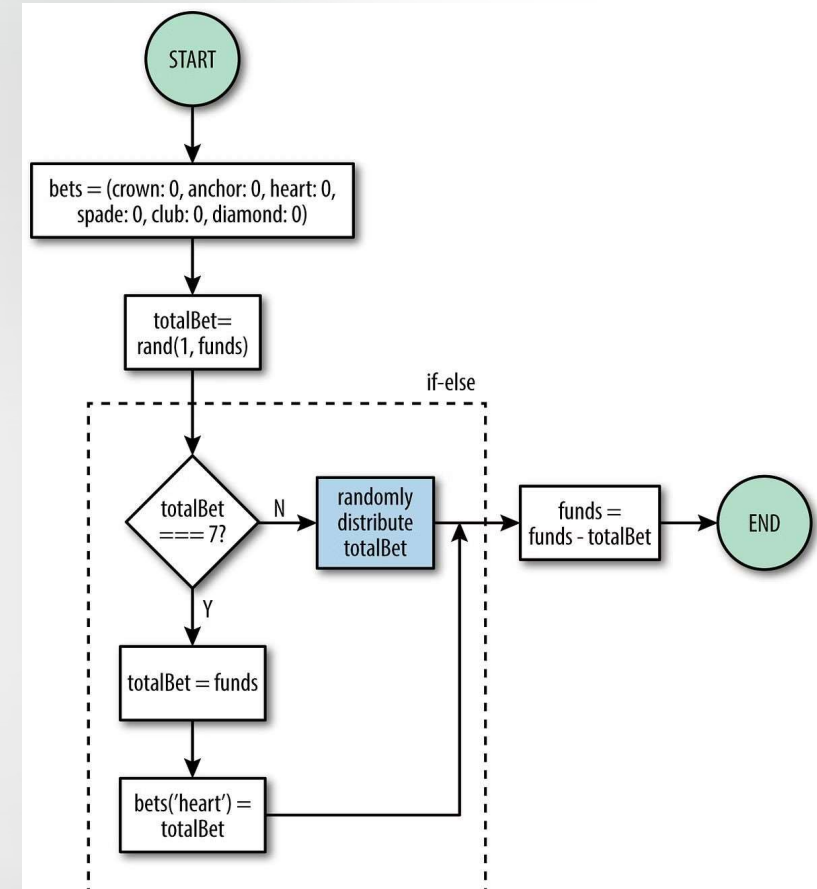 START
bets = (crown: 0, anchor: 0, heart: 0,
spade: 0, club: 0, diamond: 0)
totalBet=
rand(1, funds)
if-else
totalBet
=== 7?
N
randomly
distribute
totalBet
funds =
funds - totalBet
END
Y
totalBet = funds
bets('heart') =
totalBet